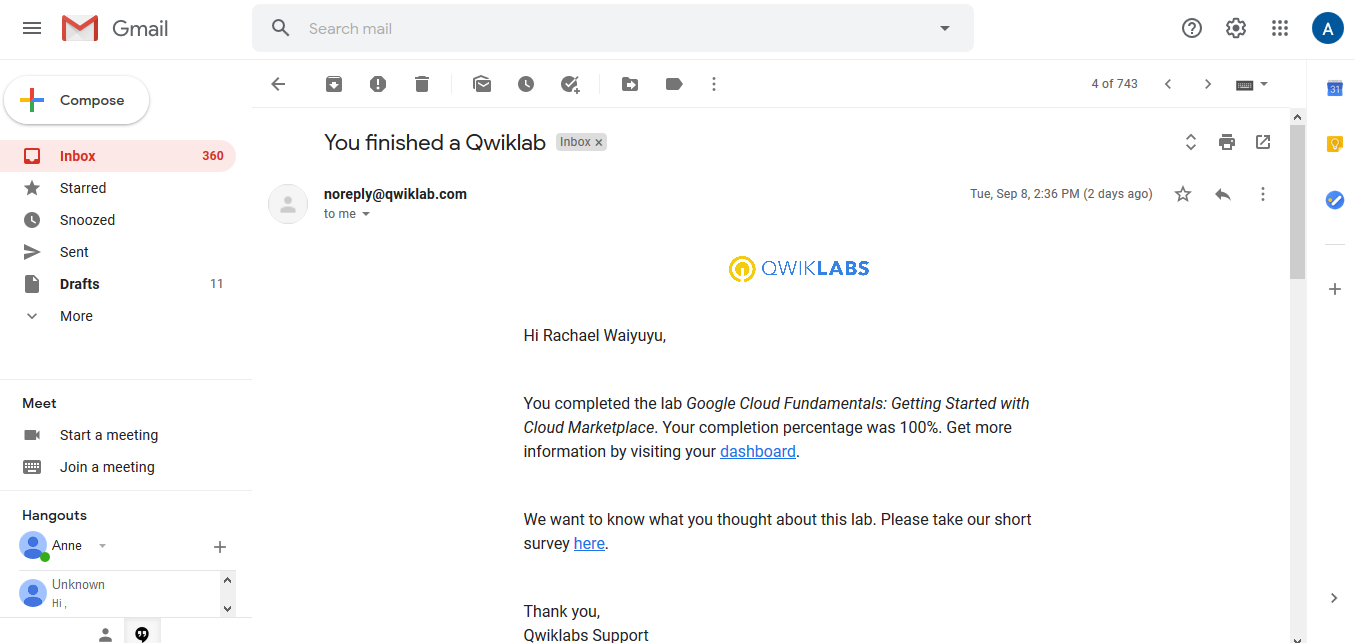 Gmail
Search mail
A
Compose
4 of 743
31
Inbox 360
Starred
Snoozed
Sent
Drafts 11
More
Meet
Start a meeting
Join a meeting
Hangouts
Anne
Unknown
Hi ,
You finished a Qwiklab Inbox x
noreply@qwiklab.com
Tue, Sep 8, 2:36 PM (2 days ago)
to me
QWIKLABS
Hi Rachael Waiyuyu,
You completed the lab Google Cloud Fundamentals: Getting Started with
Cloud Marketplace. Your completion percentage was 100%. Get more
information by visiting your dashboard.
We want to know what you thought about this lab. Please take our short
survey here.
Thank you,
Qwiklabs Support